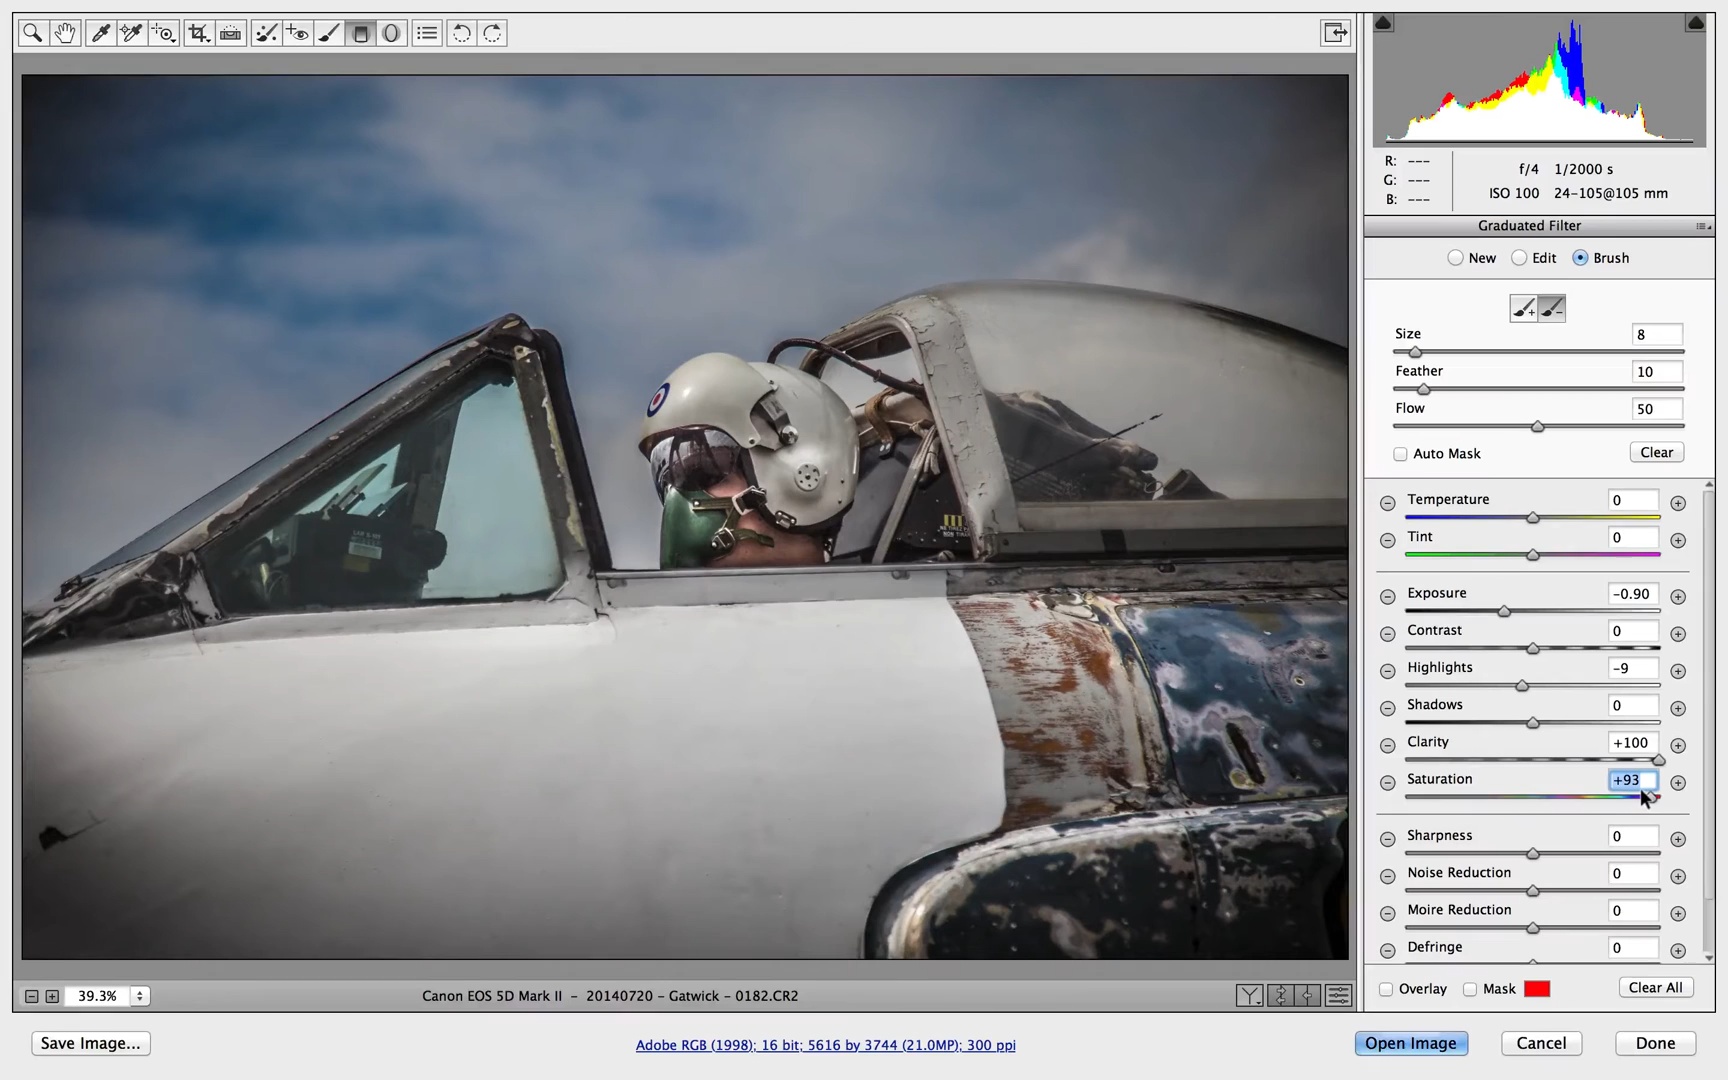 R: ---
G: ---
B: ---
f/4 1/2000 s
ISO 100 24-105@105 mm
Graduated Filter
New Edit Brush
Size 8
Feather 10
Flow 50
Auto Mask Clear
Temperature 0
Tint 0
Exposure -0.90
Contrast 0
Highlights -9
Shadows 0
Clarity +100
Saturation +93
Sharpness 0
Noise Reduction 0
Moire Reduction 0
Defringe 0
39.3% Canon EOS 5D Mark II - 20140720 - Gatwick - 0182.CR2
Overlay Mask Clear All
Save Image... Adobe RGB (1998); 16 bit; 5616 by 3744 (21.0MP); 300 ppi Open Image Cancel Done